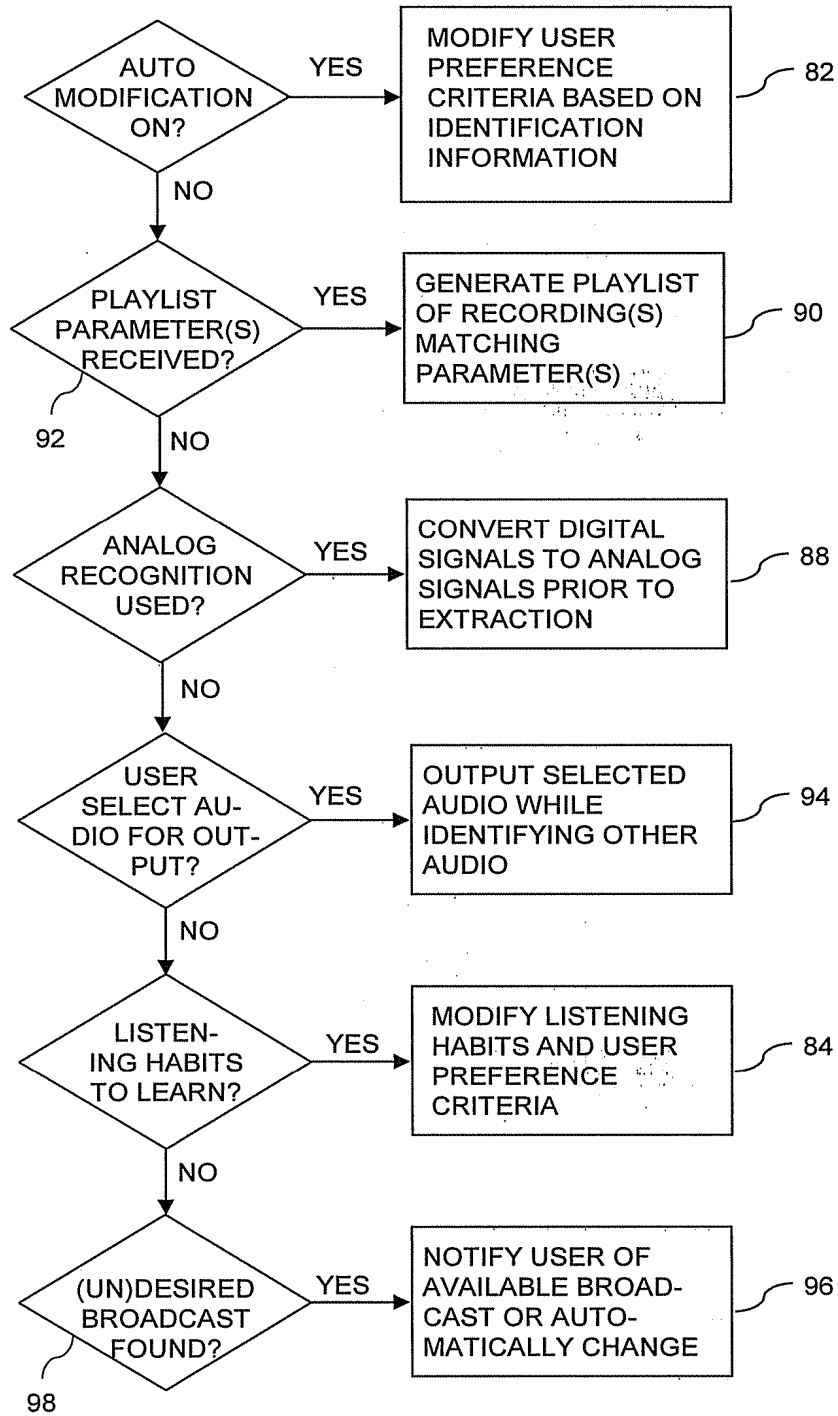 AUTO
MODIFICATION
ON?
YES
MODIFY USER
PREFERENCE
CRITERIA BASED ON
IDENTIFICATION
INFORMATION
82
NO
PLAYLIST
PARAMETER(S)
RECEIVED?
92
YES
GENERATE PLAYLIST
OF RECORDING(S)
MATCHING
PARAMETER(S)
90
NO
ANALOG
RECOGNITION
USED?
YES
CONVERT DIGITAL
SIGNALS TO ANALOG
SIGNALS PRIOR TO
EXTRACTION
88
NO
USER
SELECT AU-
DIO FOR OUT-
PUT?
YES
OUTPUT SELECTED
AUDIO WHILE
IDENTIFYING OTHER
AUDIO
94
NO
LISTEN-
ING HABITS
TO LEARN?
YES
MODIFY LISTENING
HABITS AND USER
PREFERENCE
CRITERIA
84
NO
(UN)DESIRED
BROADCAST
FOUND?
98
YES
NOTIFY USER OF
AVAILABLE BROAD-
CAST OR AUTO-
MATICALLY CHANGE
96